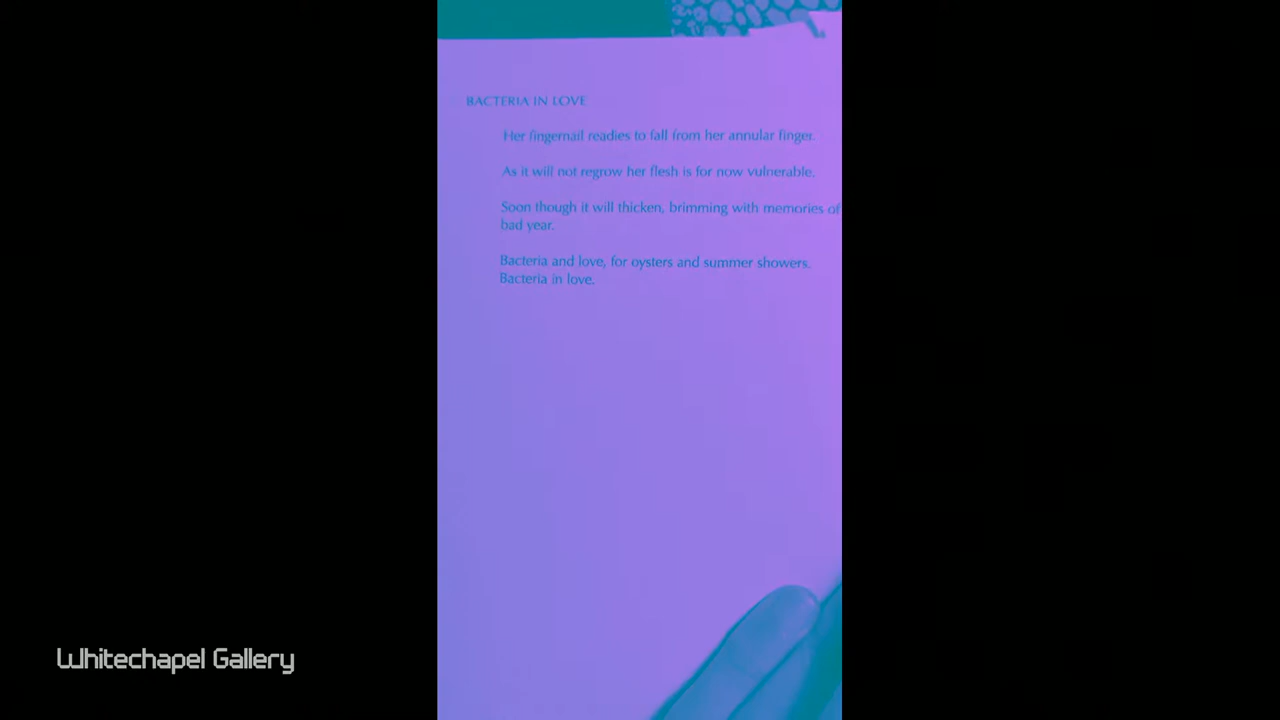 BACTERIA IN LOVE
Her fingernail readies to fall from her annular finger.
As it will not regrow her flesh is for now vulnerable.
Soon though it will thicken, brimming with memories of
bad year.
Bacteria and love, for oysters and summer showers.
Bacteria in love.
Whitechapel Gallery